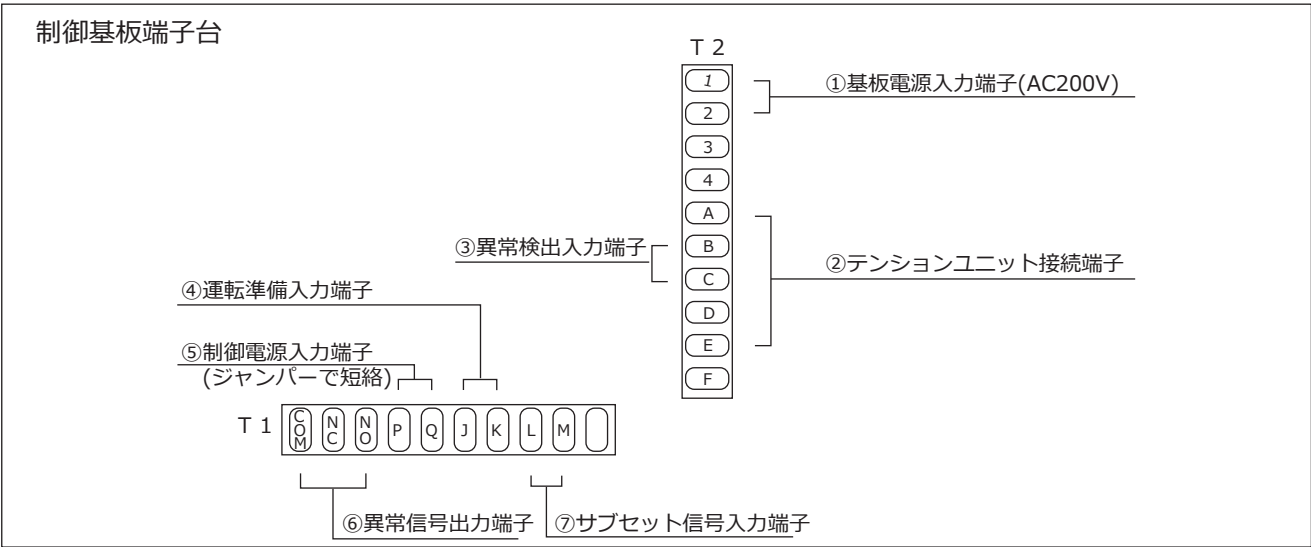 制御基板端子台
T 2
1
2
3
4
A
B
C
D
E
F
①基板電源入力端子(AC200V)
②テンションユニット接続端子
③異常検出入力端子
④運転準備入力端子
⑤制御電源入力端子
(ジャンパーで短絡)
T 1
COM NC NO P Q J K L M
⑥異常信号出力端子
⑦サブセット信号入力端子